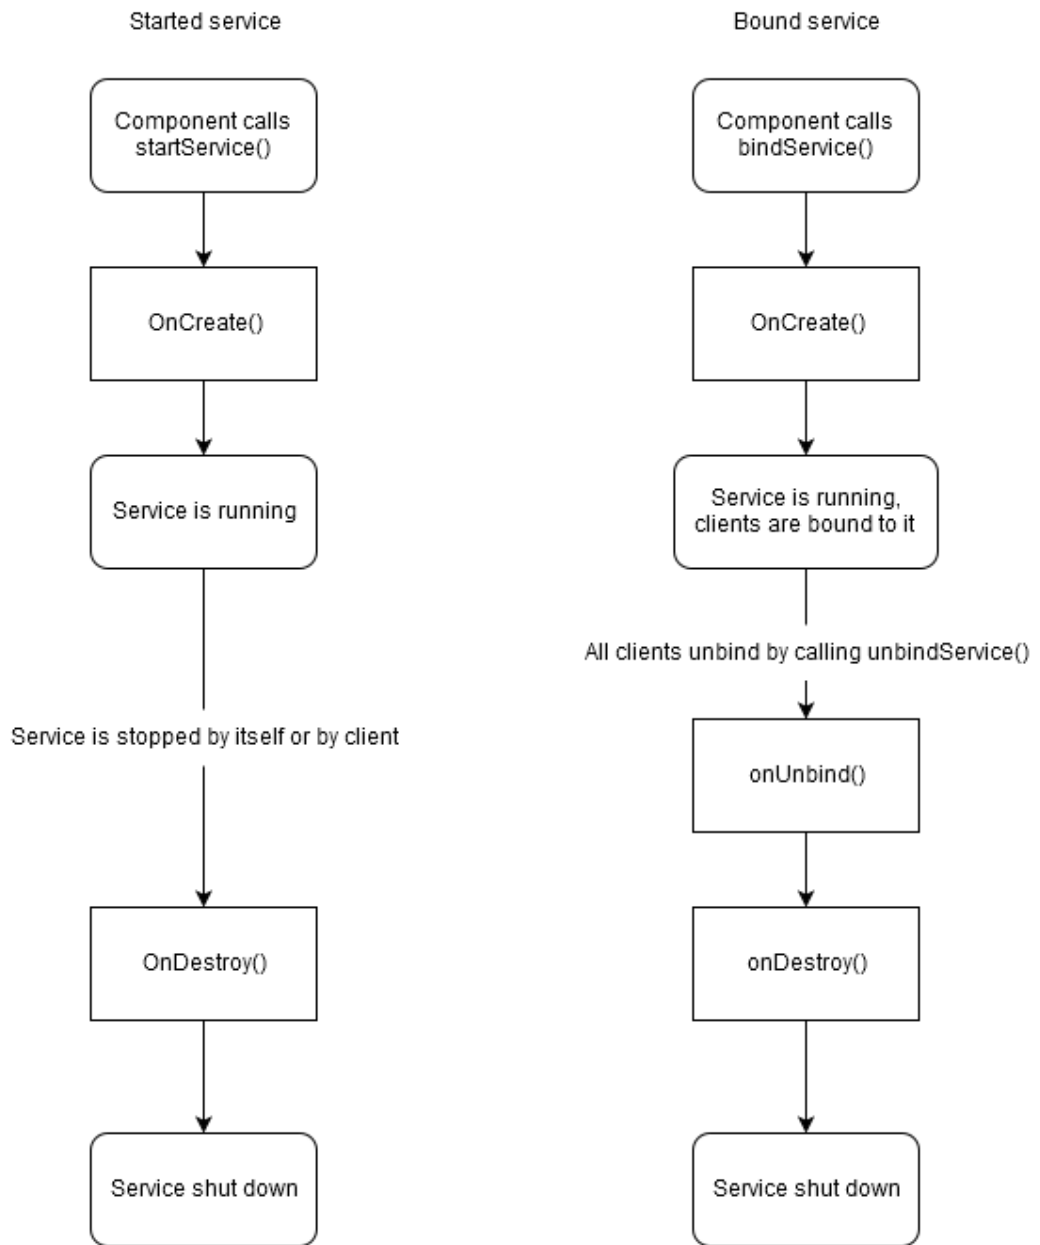 Started service
Component calls
startService()
OnCreate()
Service is running
Service is stopped by itself or by client
OnDestroy()
Service shut down
Bound service
Component calls
bindService()
OnCreate()
Service is running,
clients are bound to it
All clients unbind by calling unbindService()
onUnbind()
onDestroy()
Service shut down